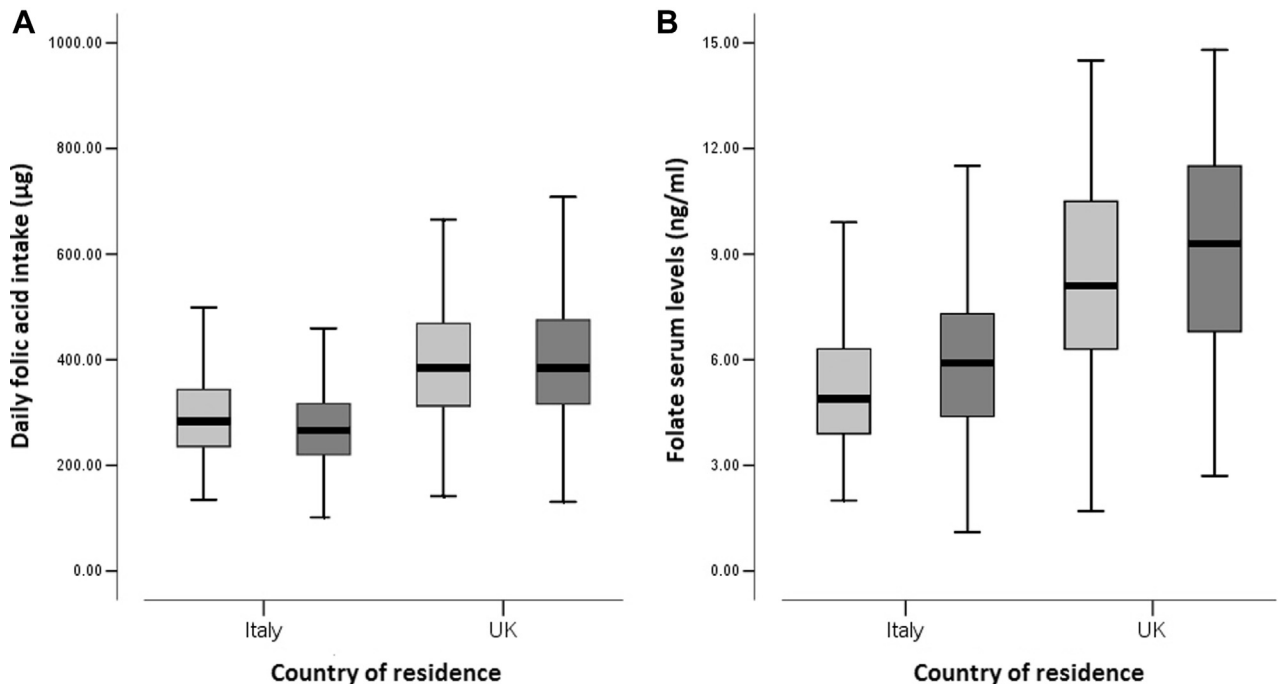 A
Daily folic acid intake (µg)
1000.00
800.00
600.00
400.00
200.00
0.00
Italy
UK
Country of residence
B
Folate serum levels (ng/ml)
15.00
12.00
9.00
6.00
3.00
0.00
Italy
UK
Country of residence